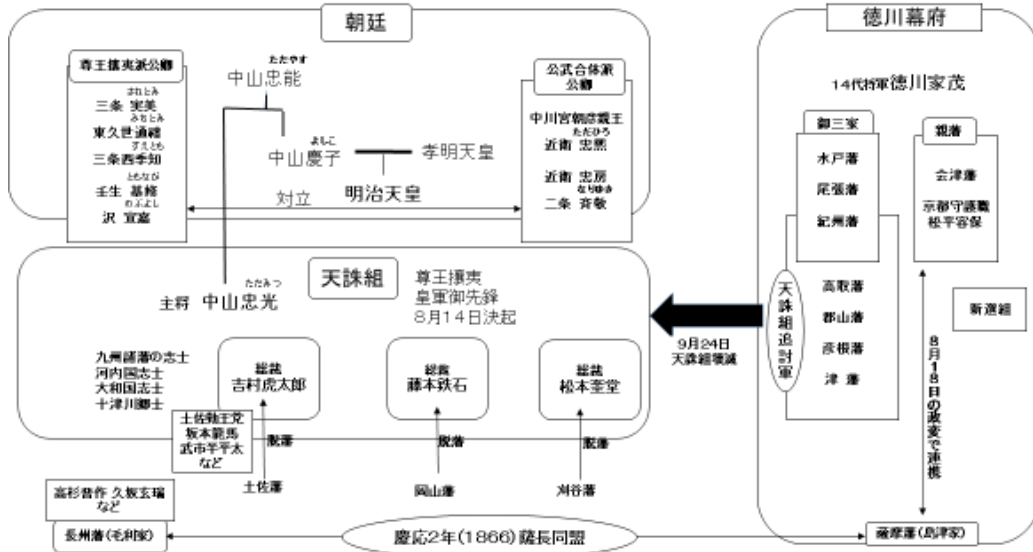 朝廷
尊王攘夷派公卿
さねとみ
三条 実美
みちとみ
東久世通禧
すえとも
三条西季知
ともなが
壬生 基修
のぶよし
沢 宣嘉
ただやす
中山忠能
よしこ
中山慶子
孝明天皇
明治天皇
対立
公武合体派
公卿
中川宮朝彦親王
ただひろ
近衛 忠熙
近衛 忠房
なりゆき
二条 斉敬
天誅組
尊王攘夷
皇軍御先鋒
8月14日決起
ただみつ
主将 中山忠光
九州諸藩の志士
河内国志士
大和国志士
十津川郷士
総裁
吉村虎太郎
総裁
藤本鉄石
総裁
松本奎堂
土佐勤王党
坂本龍馬
武市半平太
など
脱藩
脱藩
脱藩
土佐藩
岡山藩
刈谷藩
高杉晋作 久坂玄瑞
など
長州藩(毛利家)
慶応2年(1866)薩長同盟
徳川幕府
14代将軍徳川家茂
御三家
水戸藩
尾張藩
紀州藩
親藩
会津藩
京都守護職
松平容保
天誅組追討軍
高取藩
郡山藩
彦根藩
津 藩
新選組
9月24日
天誅組壊滅
8月18日の政変で連携
薩摩藩(島津家)